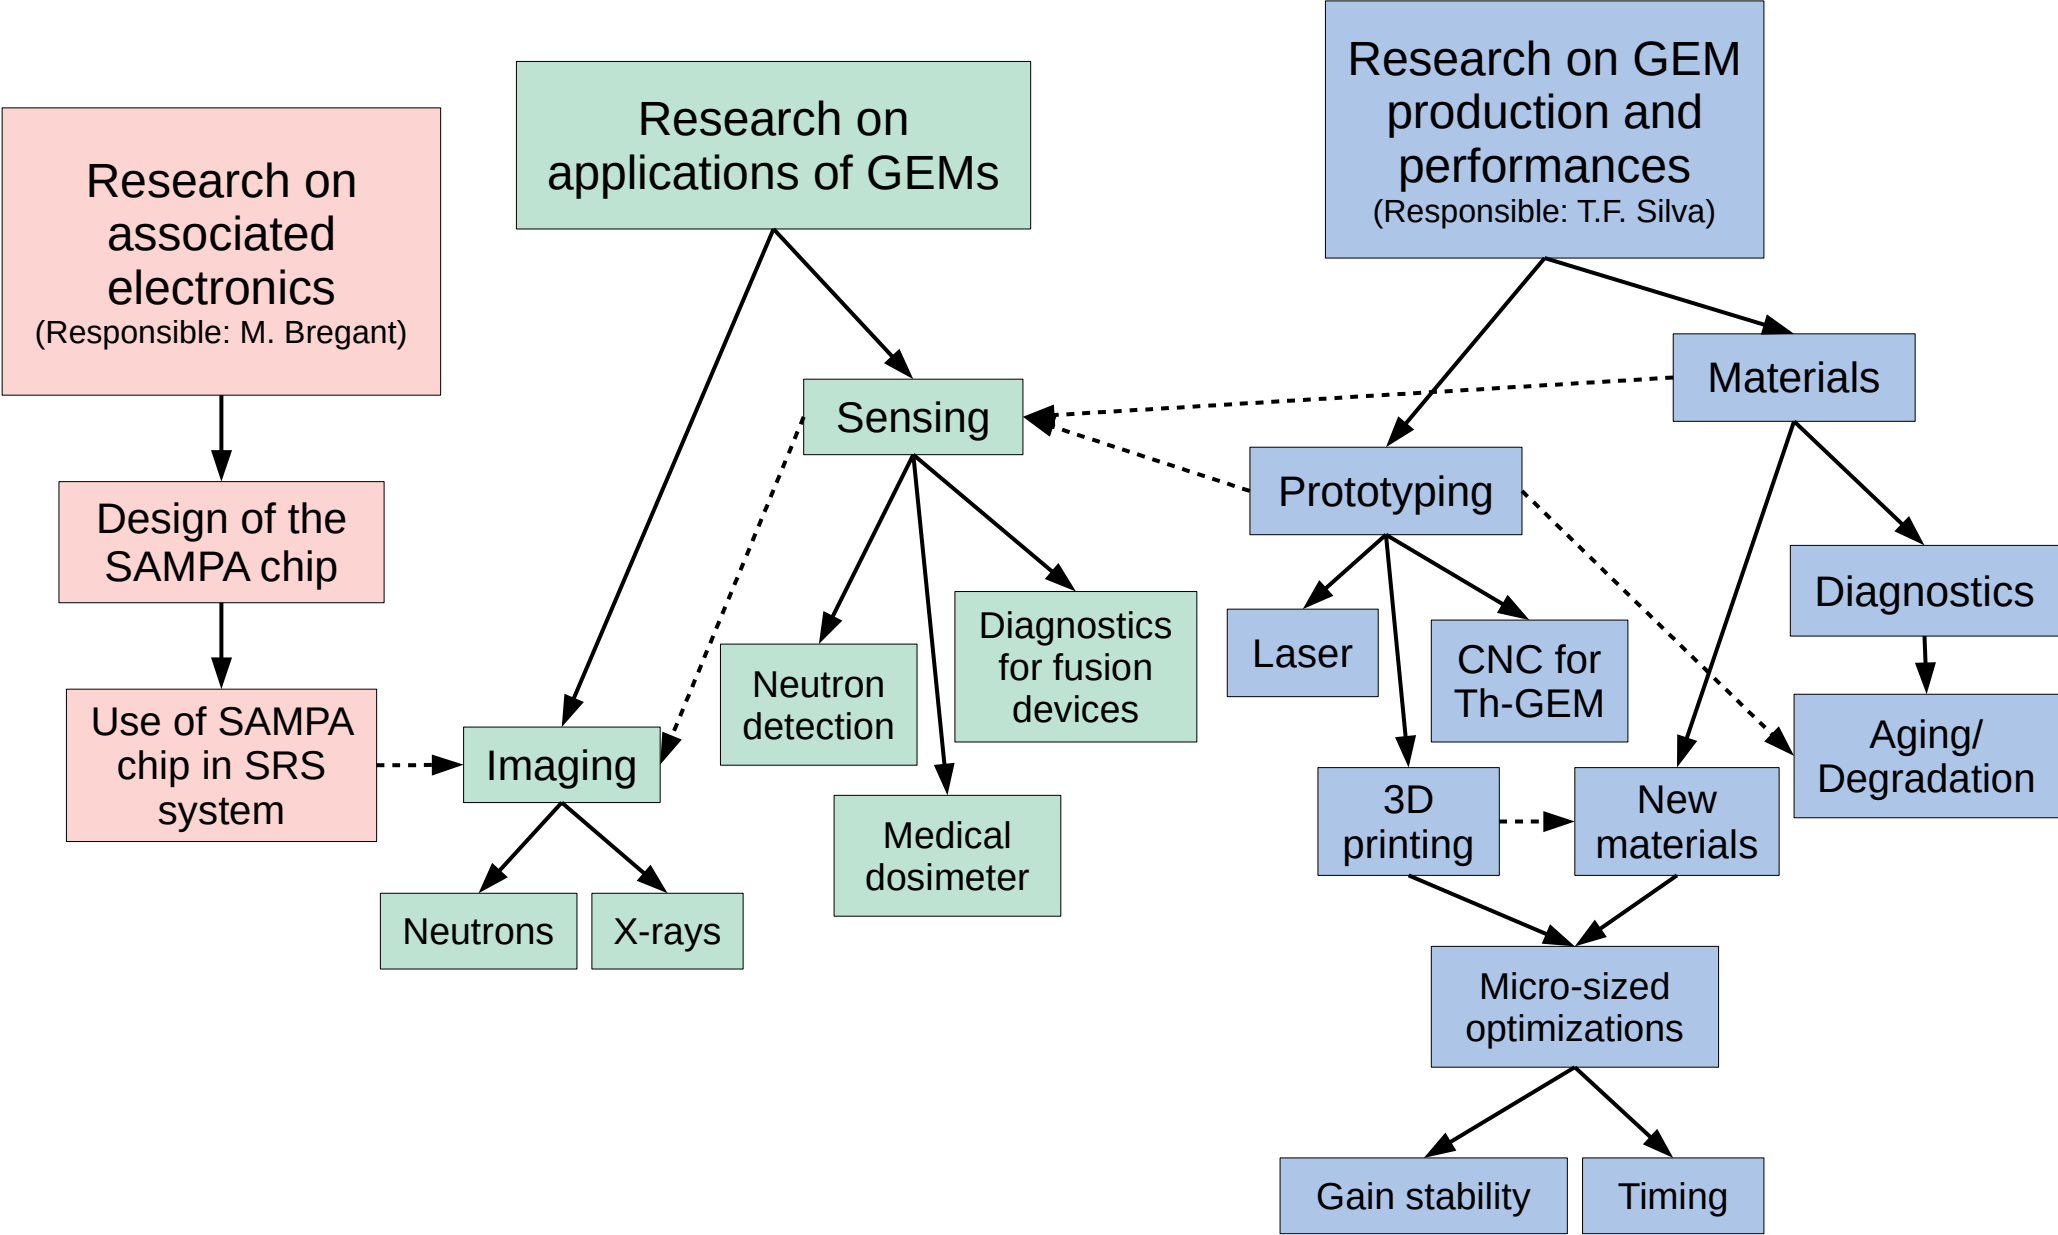 Research on
associated
electronics
(Responsible: M. Bregant)
Design of the
SAMPA chip
Use of SAMPA
chip in SRS
system
Research on
applications of GEMs
Sensing
Neutron
detection
Diagnostics
for fusion
devices
Medical
dosimeter
Imaging
Neutrons
X-rays
Research on GEM
production and
performances
(Responsible: T.F. Silva)
Materials
Prototyping
Diagnostics
Laser
CNC for
Th-GEM
Aging/
Degradation
3D
printing
New
materials
Micro-sized
optimizations
Gain stability
Timing